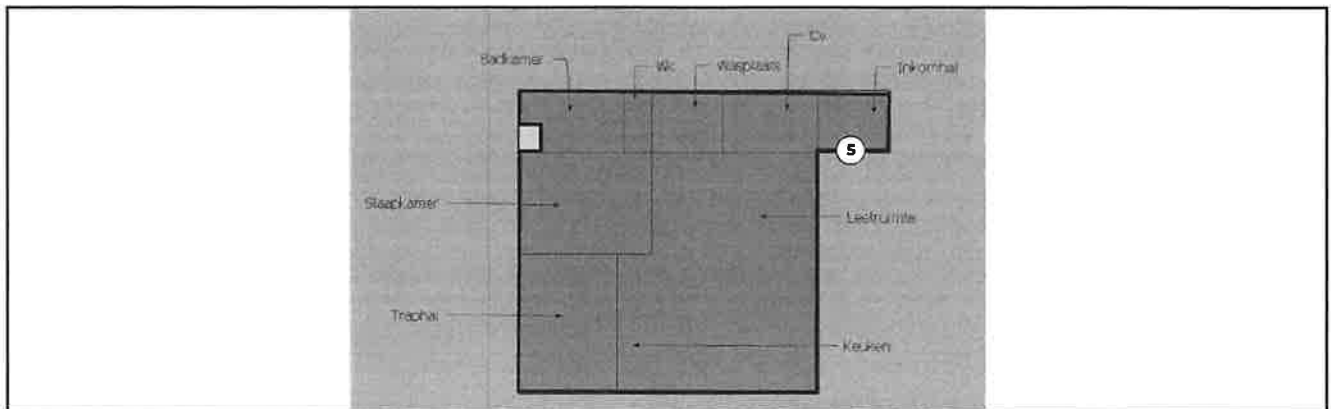 Cv
Badkamer
Wc
Wasplaats
Inkomhal
5
Slaapkamer
Leefruimte
Traphal
Keuken